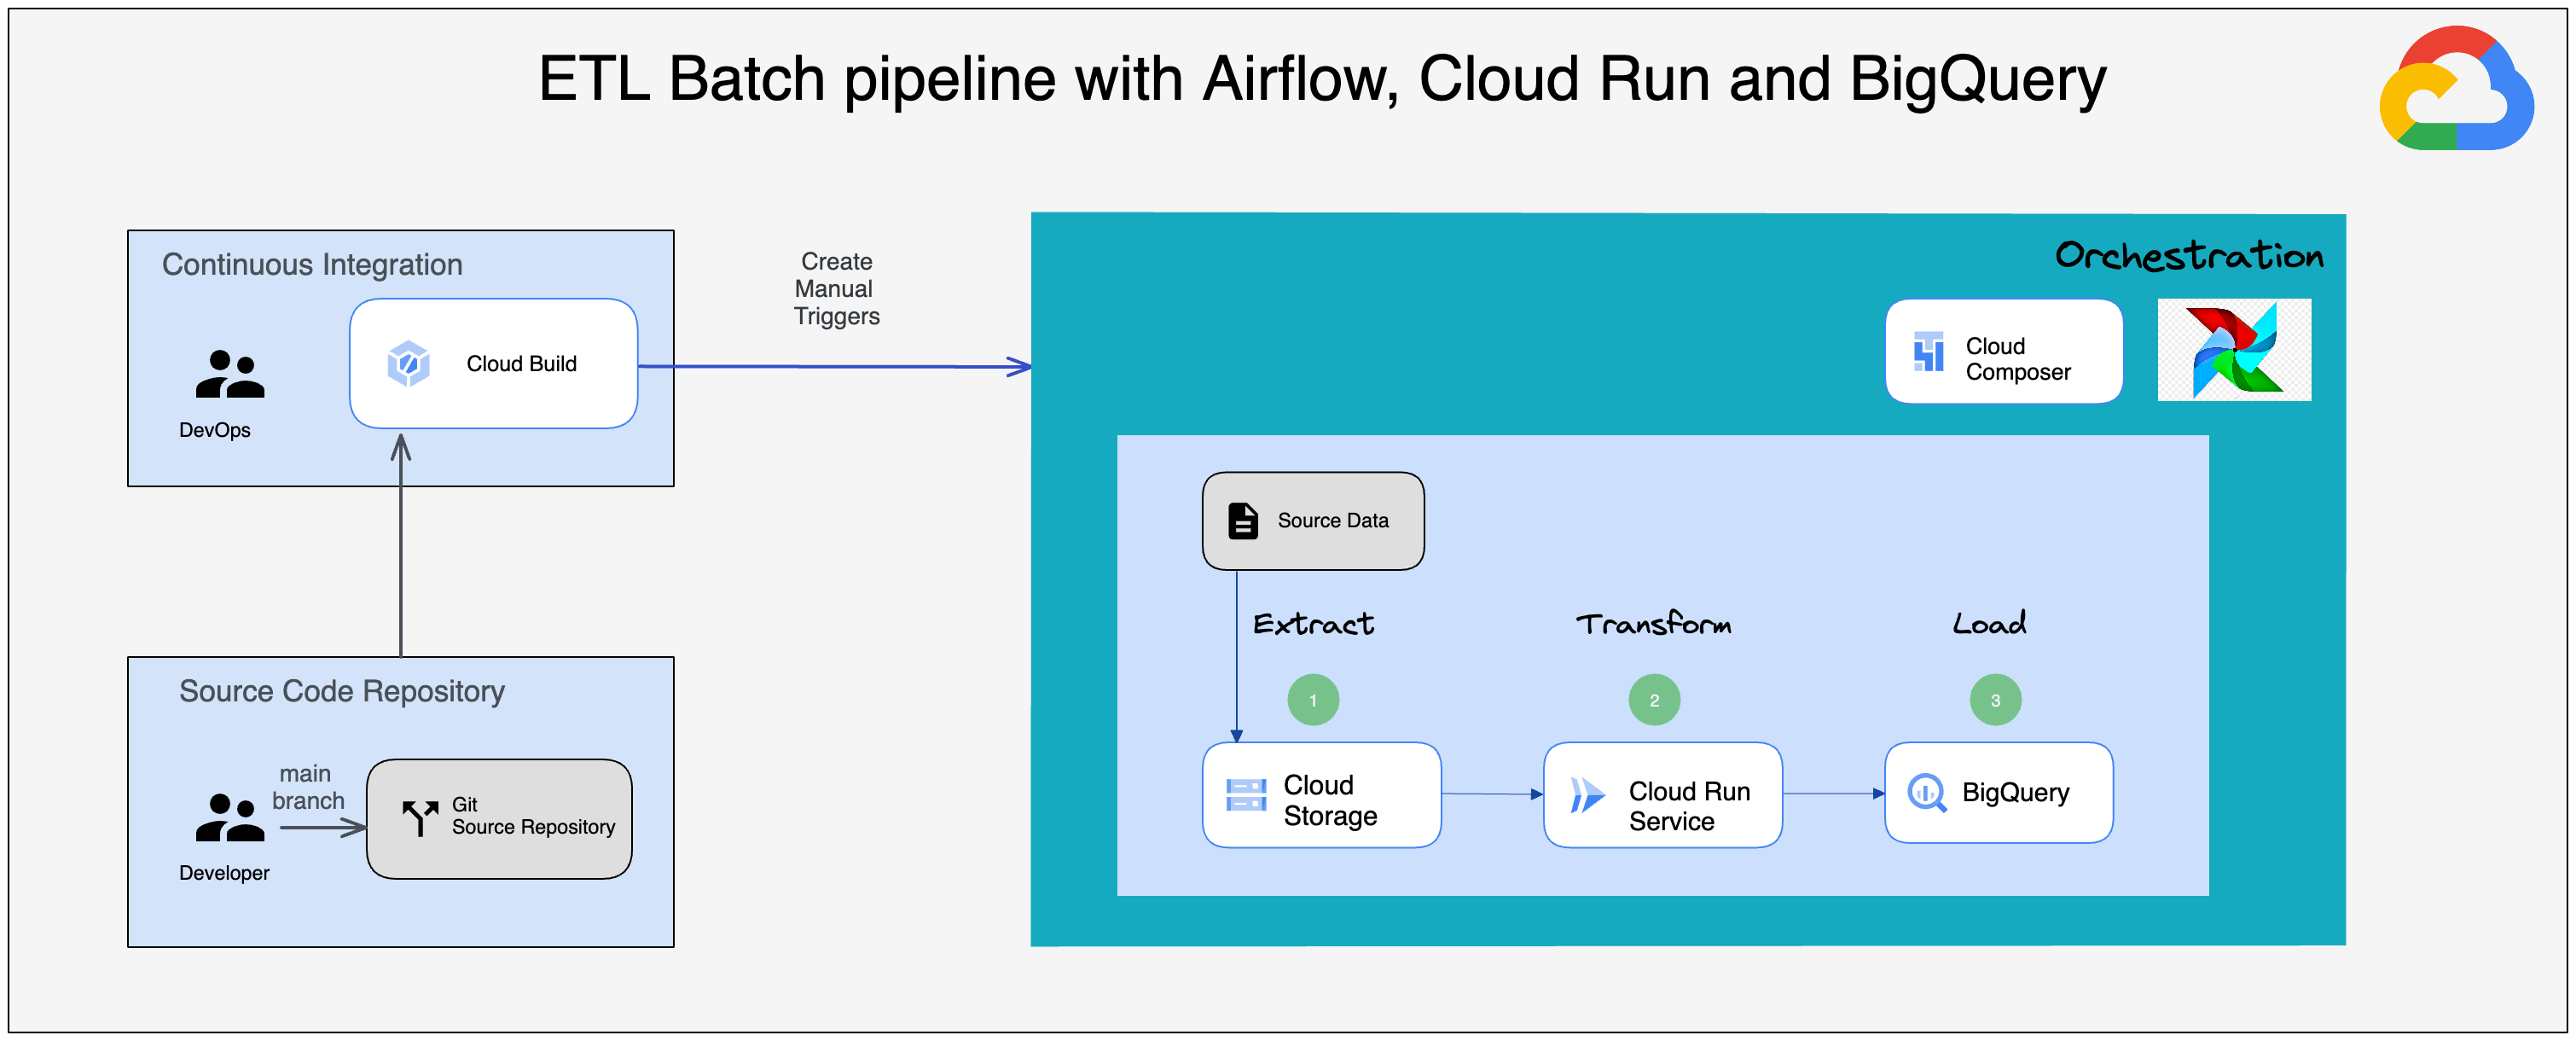 ETL Batch pipeline with Airflow, Cloud Run and BigQuery
Continuous Integration
Cloud Build
DevOps
Create
Manual
Triggers
Source Code Repository
main
branch
Git
Source Repository
Developer
Orchestration
Cloud
Composer
Source Data
Extract
Transform
Load
1
2
3
Cloud
Storage
Cloud Run
Service
BigQuery